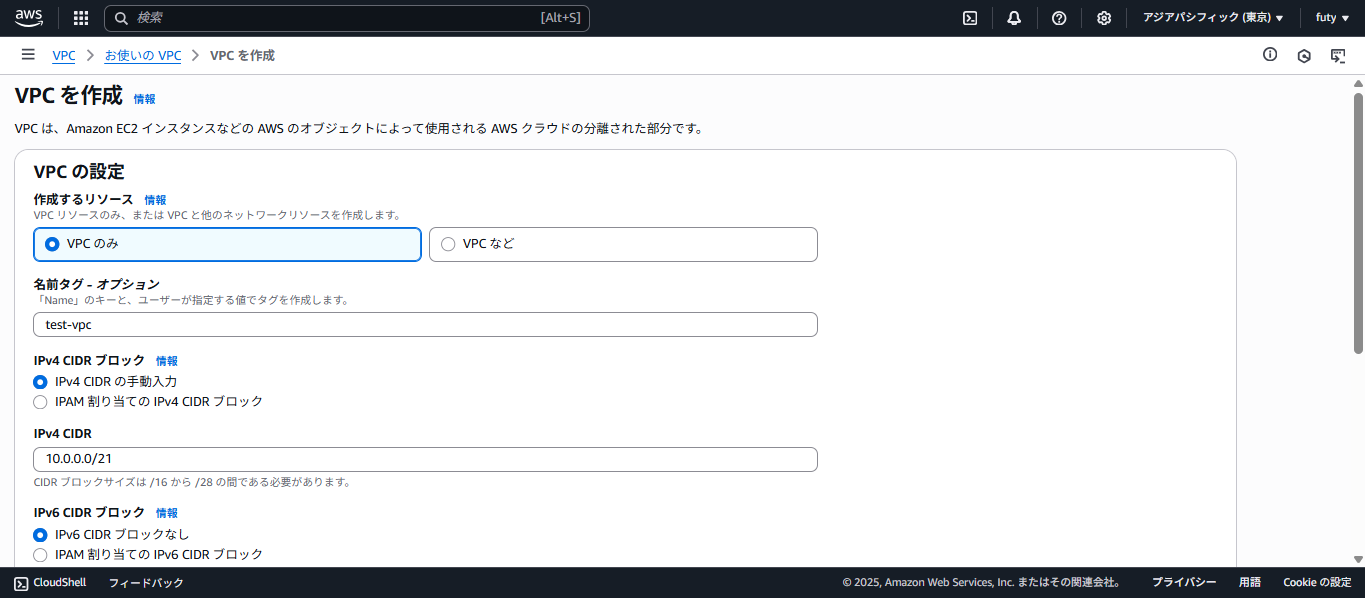 aws 検索 [Alt+S] アジアパシフィック (東京) ▼ futy ▼
VPC > お使いの VPC > VPC を作成
VPC を作成 情報
VPC は、Amazon EC2 インスタンスなどの AWS のオブジェクトによって使用される AWS クラウドの分離された部分です。
VPC の設定
作成するリソース 情報
VPC リソースのみ、または VPC と他のネットワークリソースを作成します。
VPC のみ VPC など
名前タグ - オプション
「Name」のキーと、ユーザーが指定する値でタグを作成します。
test-vpc
IPv4 CIDR ブロック 情報
IPv4 CIDR の手動入力
IPAM 割り当ての IPv4 CIDR ブロック
IPv4 CIDR
10.0.0.0/21
CIDR ブロックサイズは /16 から /28 の間である必要があります。
IPv6 CIDR ブロック 情報
IPv6 CIDR ブロックなし
IPAM 割り当ての IPv6 CIDR ブロック
CloudShell フィードバック © 2025, Amazon Web Services, Inc. またはその関連会社。 プライバシー 用語 Cookie の設定